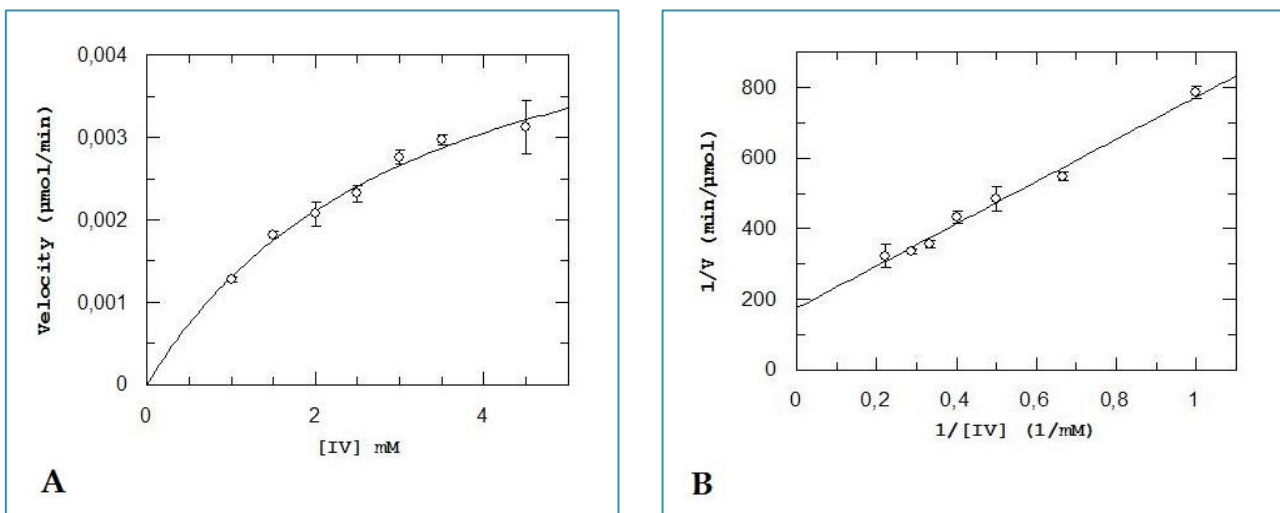 0,004
0,003
0,002
0,001
0
Velocity (µmol/min)
0 2 4
[IV] mM
A
800
600
400
200
0
1/V (min/µmol)
0 0,2 0,4 0,6 0,8 1
1/[IV] (1/mM)
B